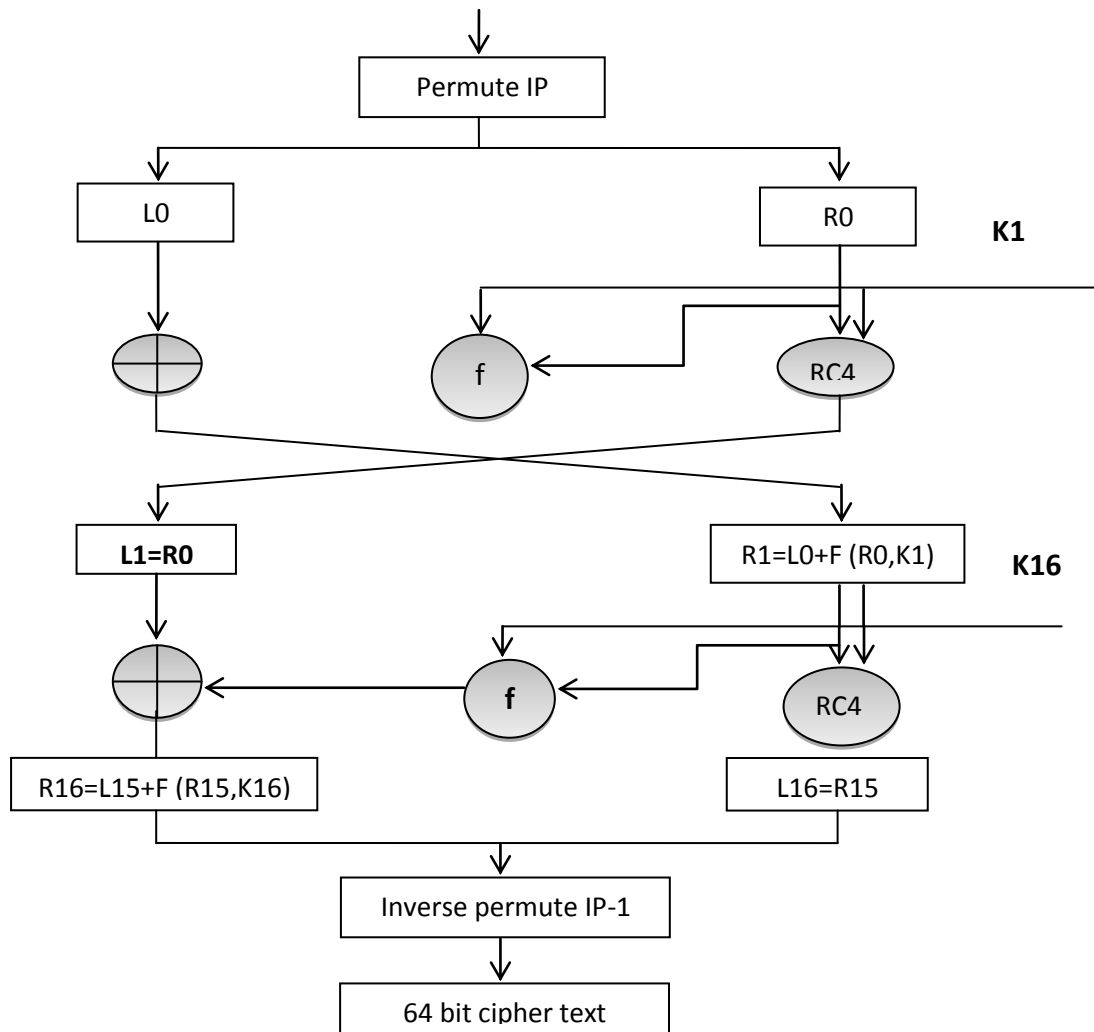 Permute IP
L0
R0
K1
f
RC4
L1=R0
R1=L0+F (R0,K1)
K16
f
RC4
R16=L15+F (R15,K16)
L16=R15
Inverse permute IP-1
64 bit cipher text